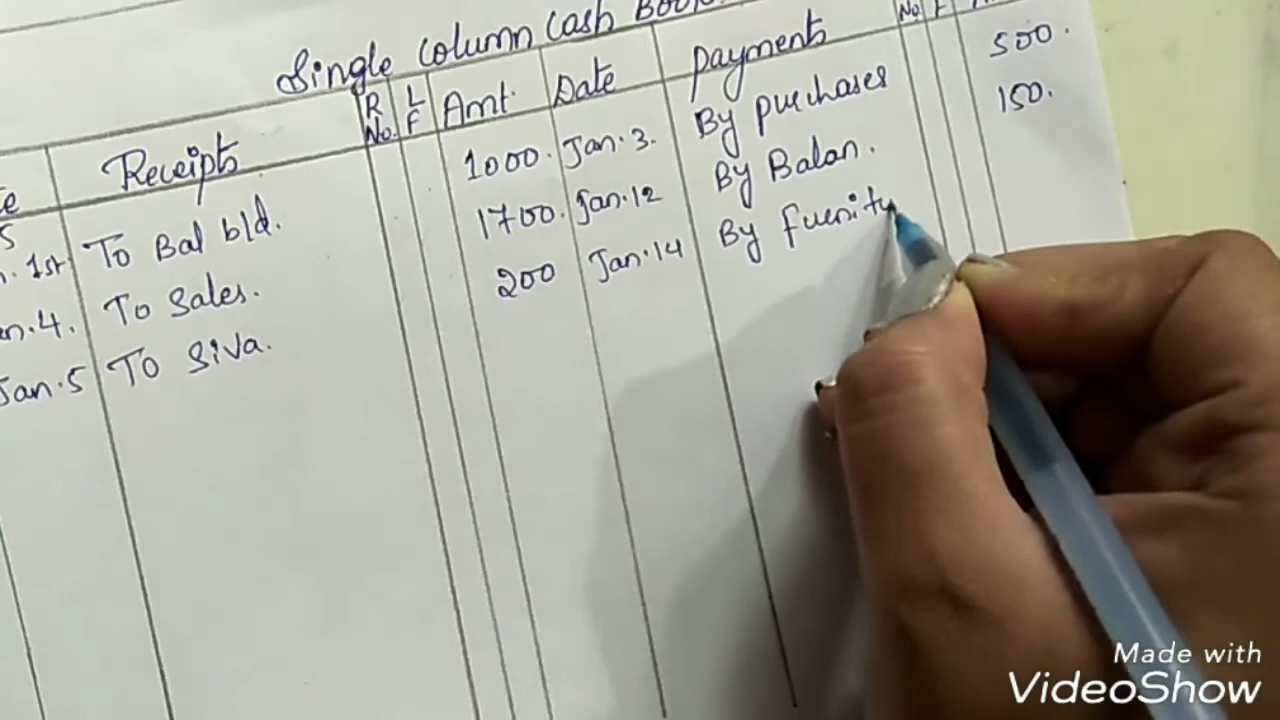 Single column Cash Book
Receipts R No. L F Amt. Date Payments No F
To Bal b/d. 1000. Jan. 3. By purchases 500.
1st To Sales. 1700. Jan. 12 By Balan. 150.
4. To Siva. 200 Jan. 14 By furnitu
Jan. 5
Made with
VideoShow